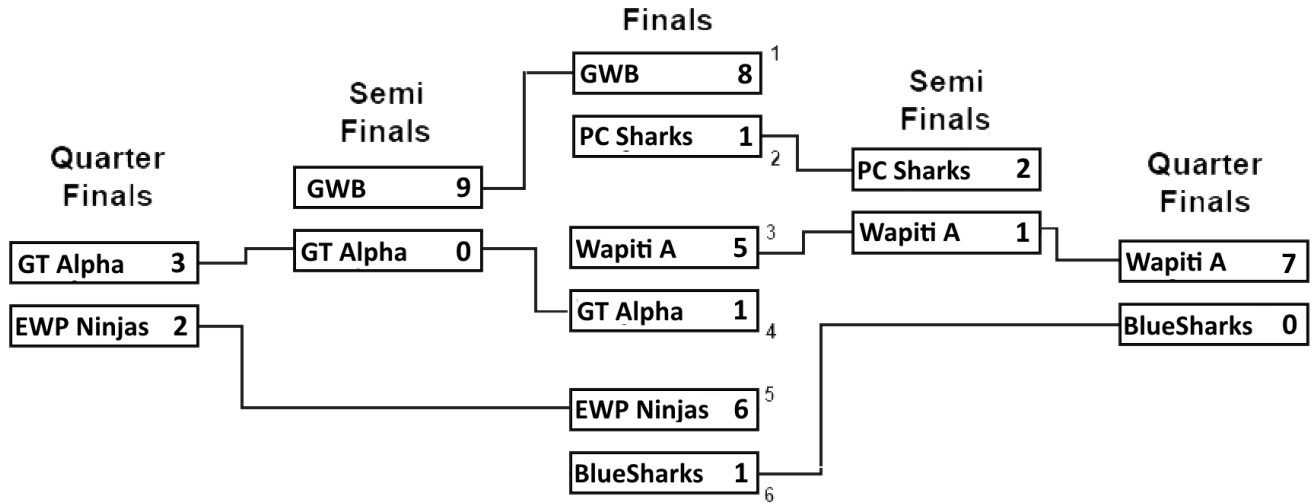 Finals
GWB 8 1
PC Sharks 1 2
Semi
Finals
GWB 9
GT Alpha 0
Semi
Finals
PC Sharks 2
Wapiti A 1
Quarter
Finals
GT Alpha 3
EWP Ninjas 2
Quarter
Finals
Wapiti A 7
BlueSharks 0
Wapiti A 5 3
GT Alpha 1 4
EWP Ninjas 6 5
BlueSharks 1 6